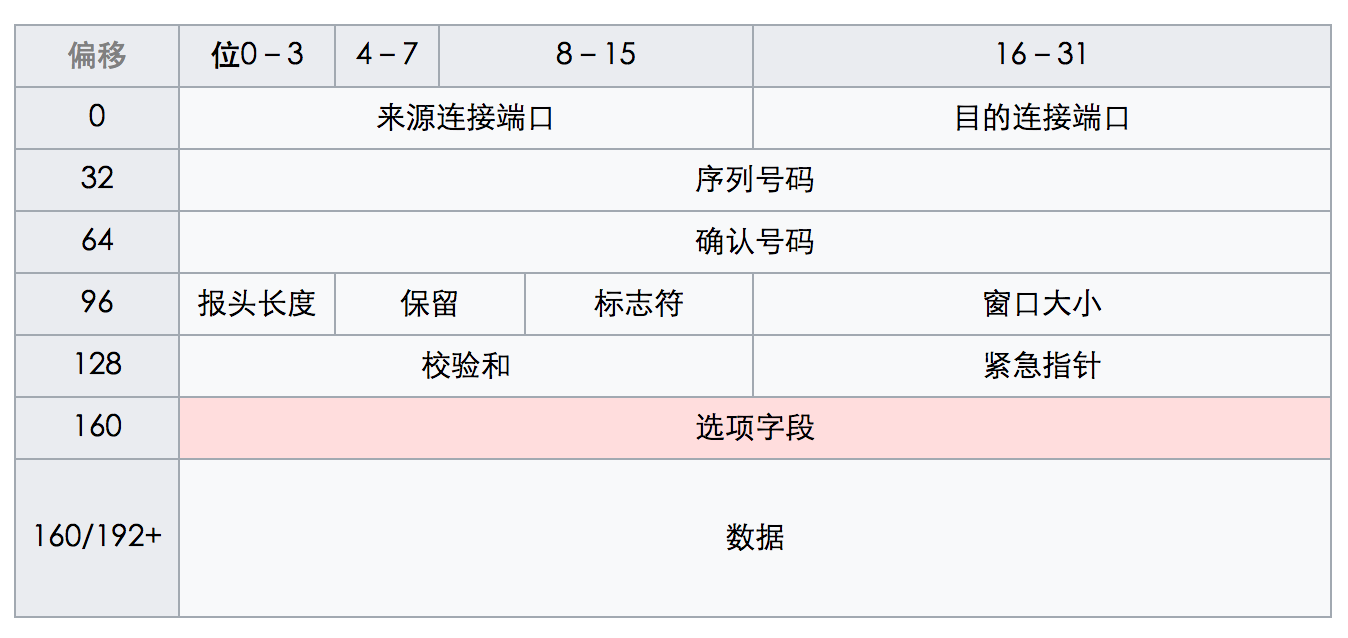 偏移 位0 – 3 4 – 7 8 – 15 16 – 31
0 来源连接端口 目的连接端口
32 序列号码
64 确认号码
96 报头长度 保留 标志符 窗口大小
128 校验和 紧急指针
160 选项字段
160/192+ 数据